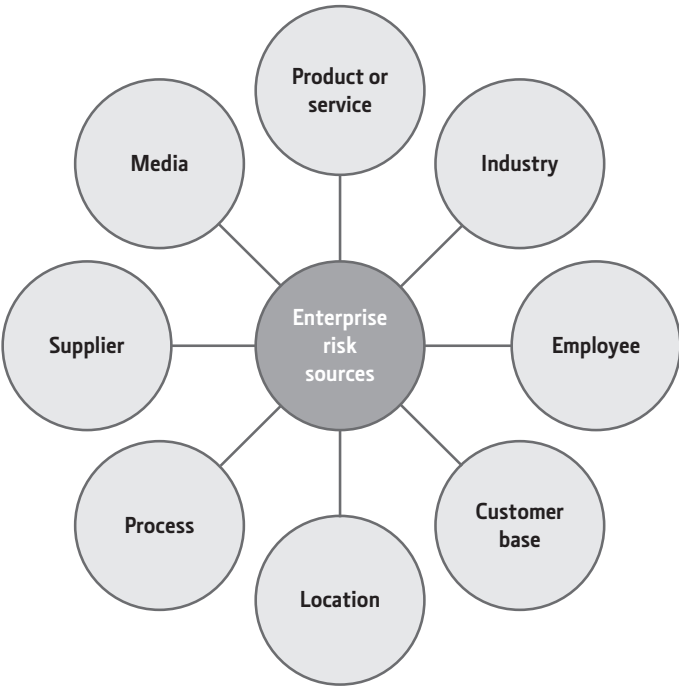 Product or
service
Media
Industry
Enterprise
risk
sources
Supplier
Employee
Process
Customer
base
Location